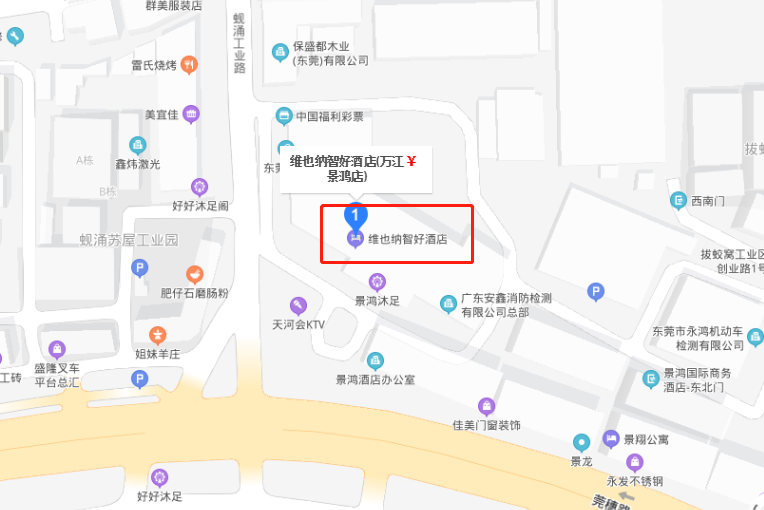 群美服装店
蚬涌工业路
保盛都木业
(东莞)有限公司
雷氏烧烤
美宜佳
中国福利彩票
A栋
鑫炜激光
拔蛟
维也纳智好酒店(万江¥
景鸿店)
B栋
好好沐足阁
西南门
1
蚬涌苏屋工业园
维也纳智好酒店
拔蛟窝工业区
创业路1号
P
肥仔石磨肠粉
景鸿沐足
P
广东安鑫消防检测
有限公司总部
天河会KTV
东莞市永鸿机动车
检测有限公司
姐妹羊庄
盛隆叉车
平台总汇
工砖
P
景鸿酒店办公室
景鸿国际商务
酒店-东北门
佳美门窗装饰
景翔公寓
景龙
永发不锈钢
好好沐足
莞穗路